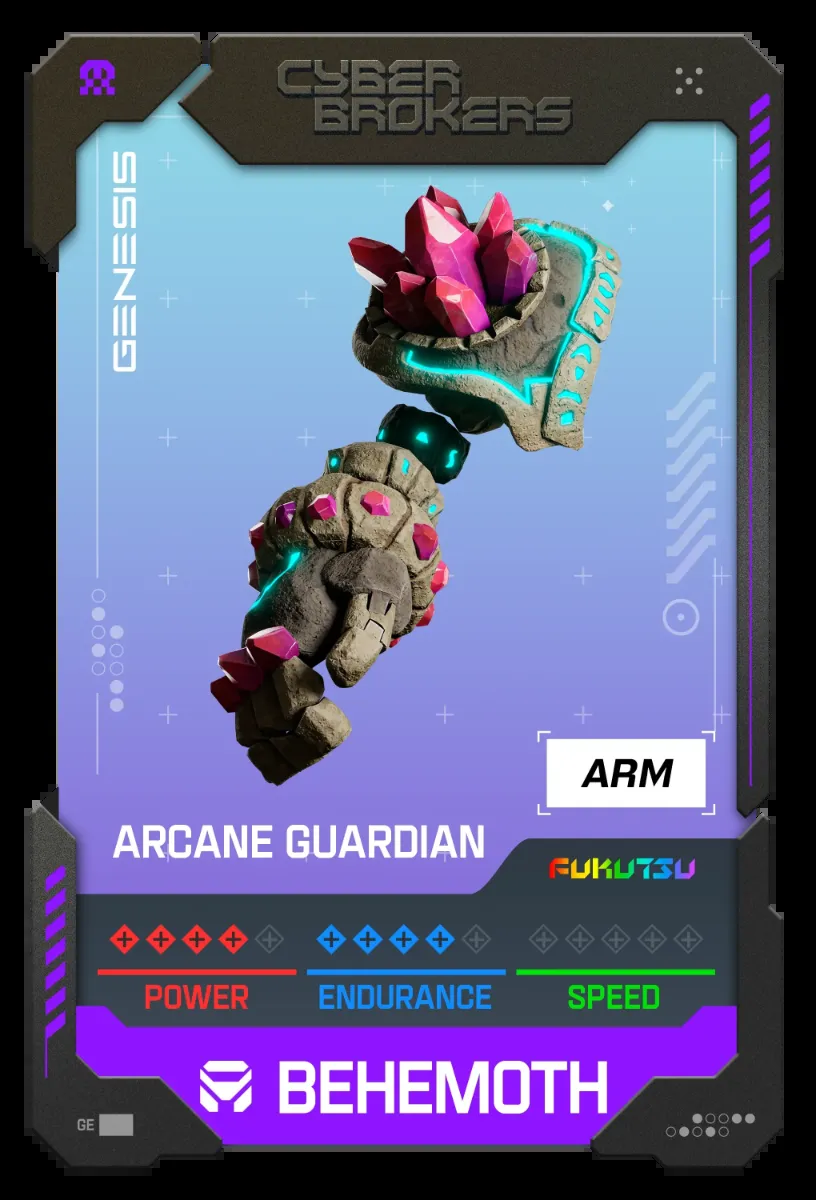 CYBER
BROKERS
GENESIS
ARM
ARCANE GUARDIAN
FUKUTSU
POWER
ENDURANCE
SPEED
BEHEMOTH
GE